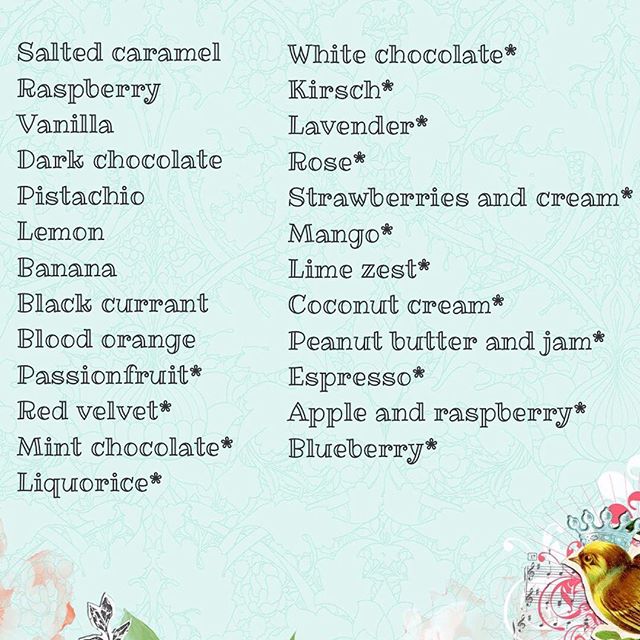 Salted caramel
Raspberry
Vanilla
Dark chocolate
Pistachio
Lemon
Banana
Black currant
Blood orange
Passionfruit*
Red velvet*
Mint chocolate*
Liquorice*
White chocolate*
Kirsch*
Lavender*
Rose*
Strawberries and cream*
Mango*
Lime zest*
Coconut cream*
Peanut butter and jam*
Espresso*
Apple and raspberry*
Blueberry*